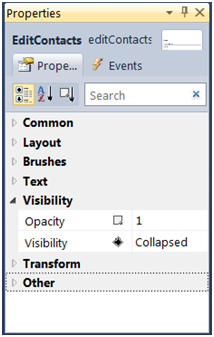 Properties
EditContacts editContacts
Prope... Events
Search
Common
Layout
Brushes
Text
Visibility
Opacity 1
Visibility Collapsed
Transform
Other